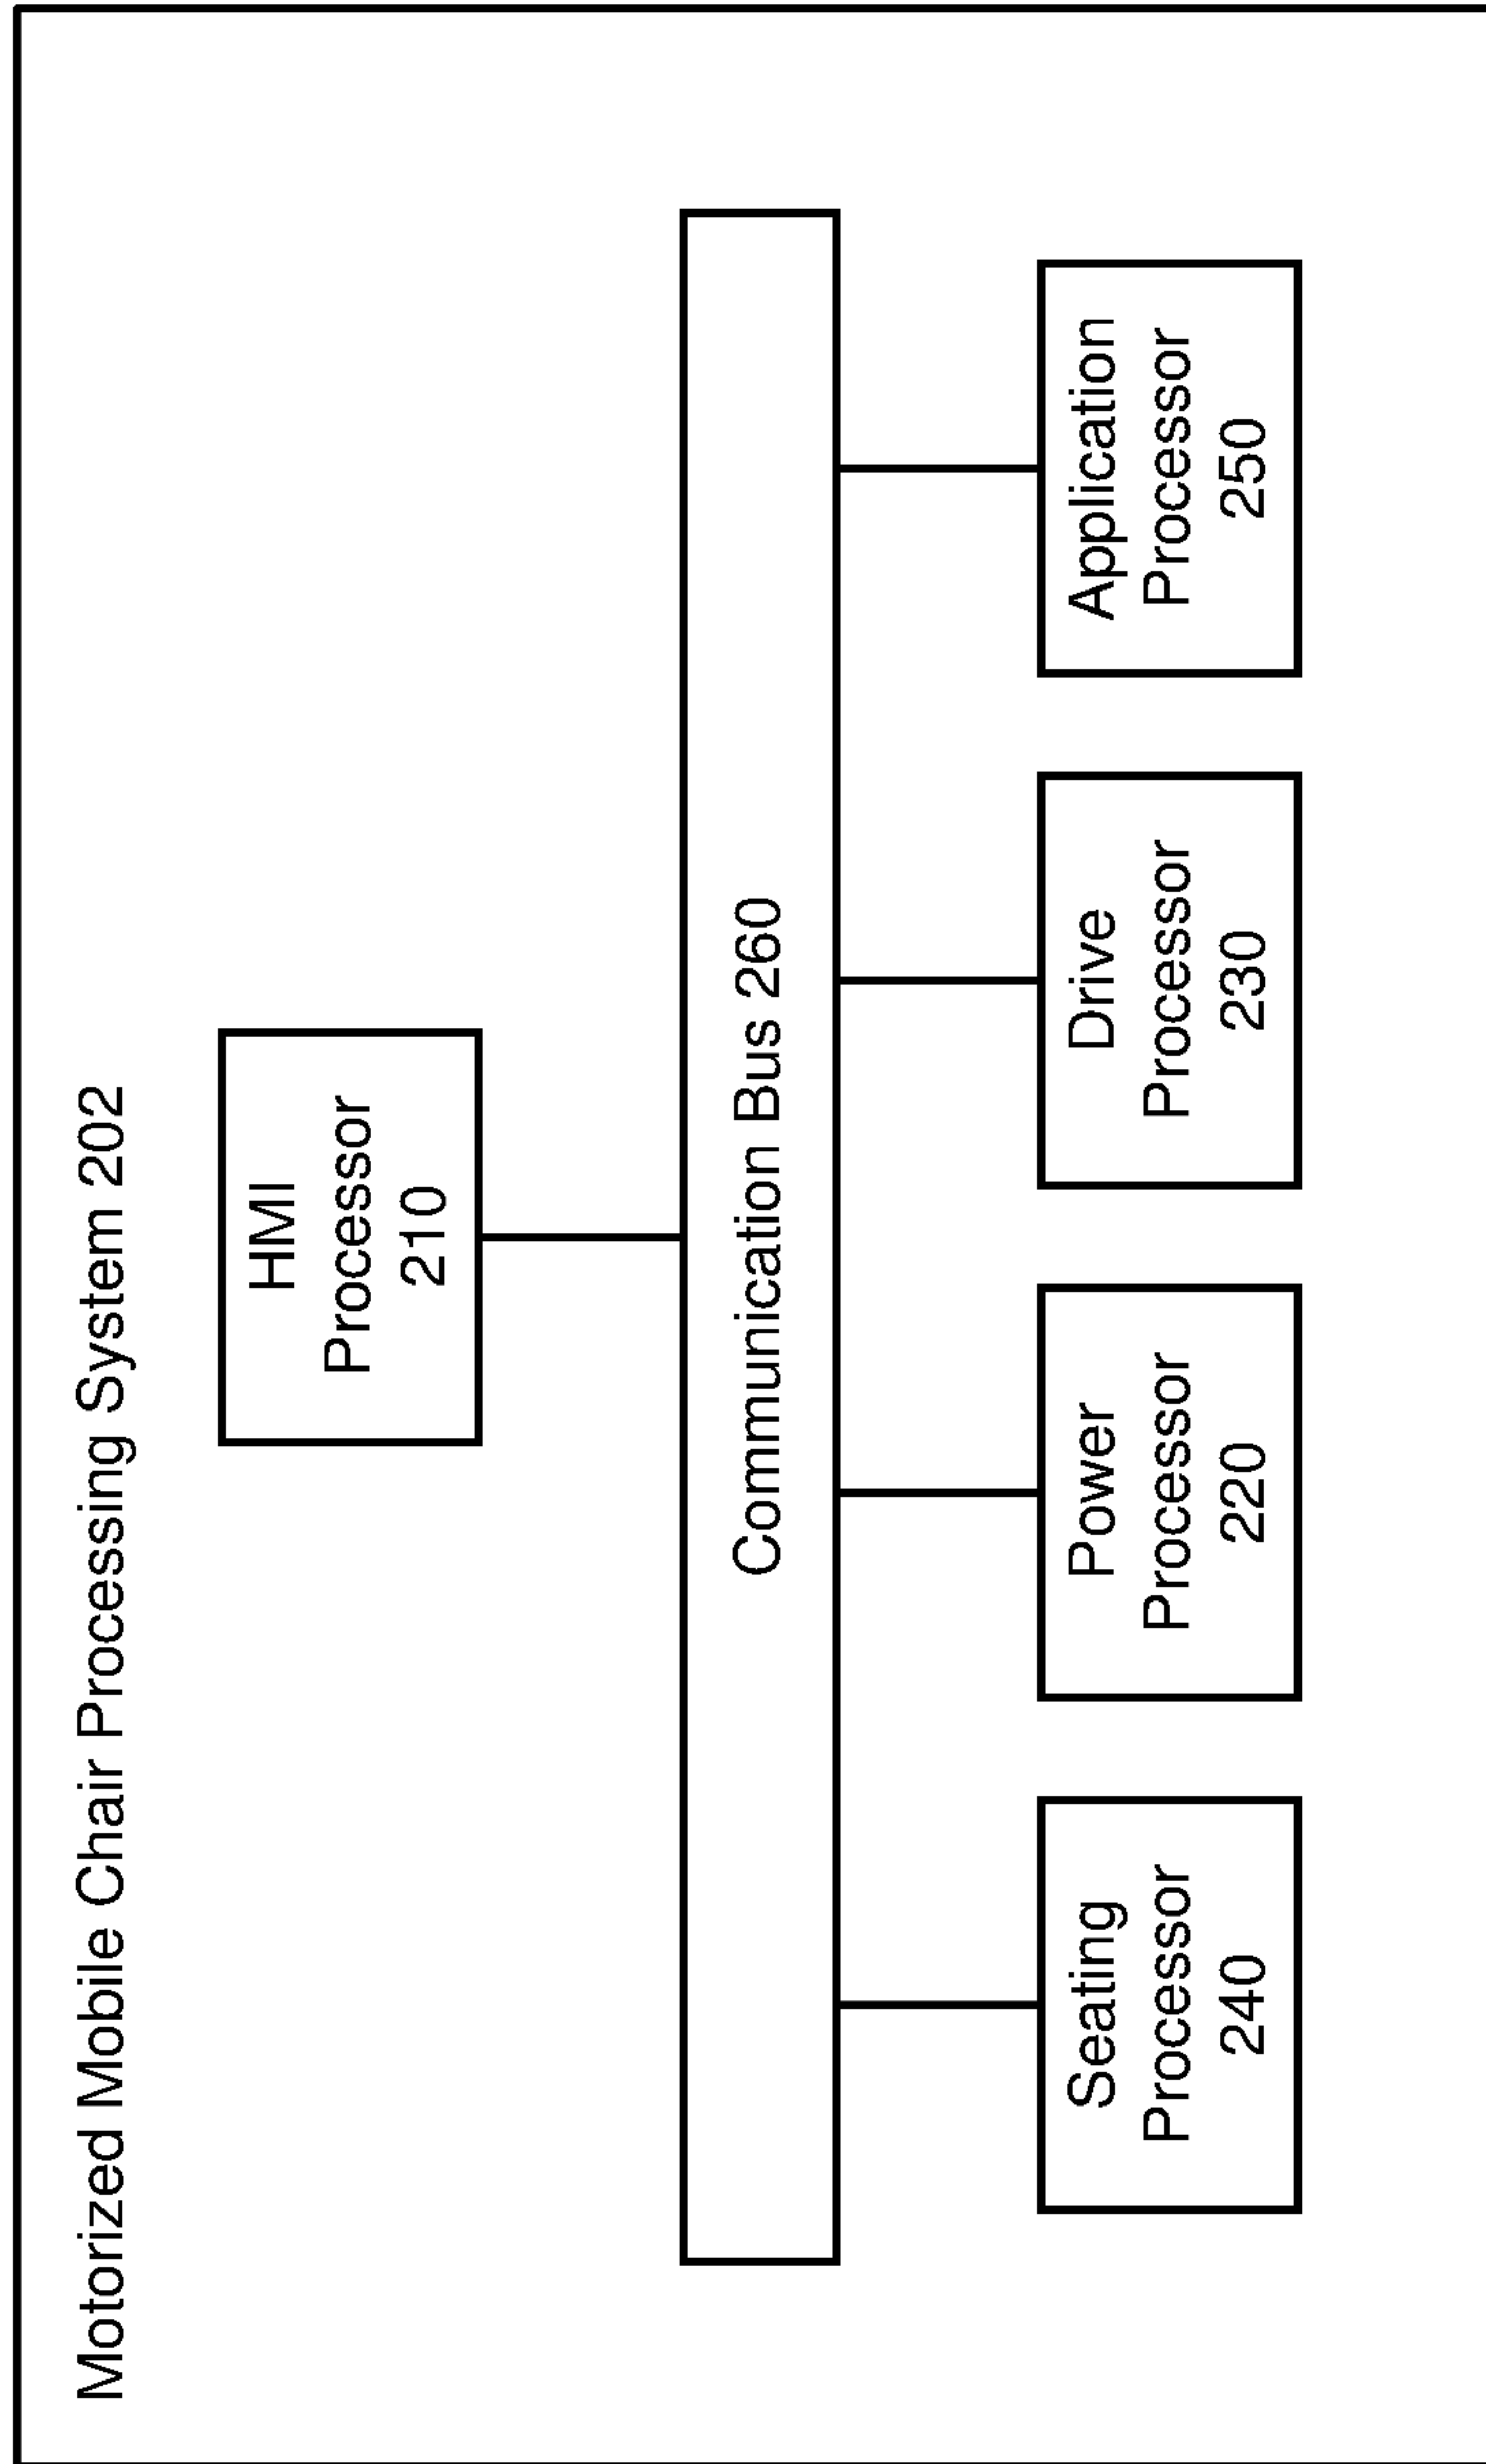 Motorized Mobile Chair Processing System 202
HMI
Processor
210
Communication Bus 260
Seating
Processor
240
Power
Processor
220
Drive
Processor
230
Application
Processor
250